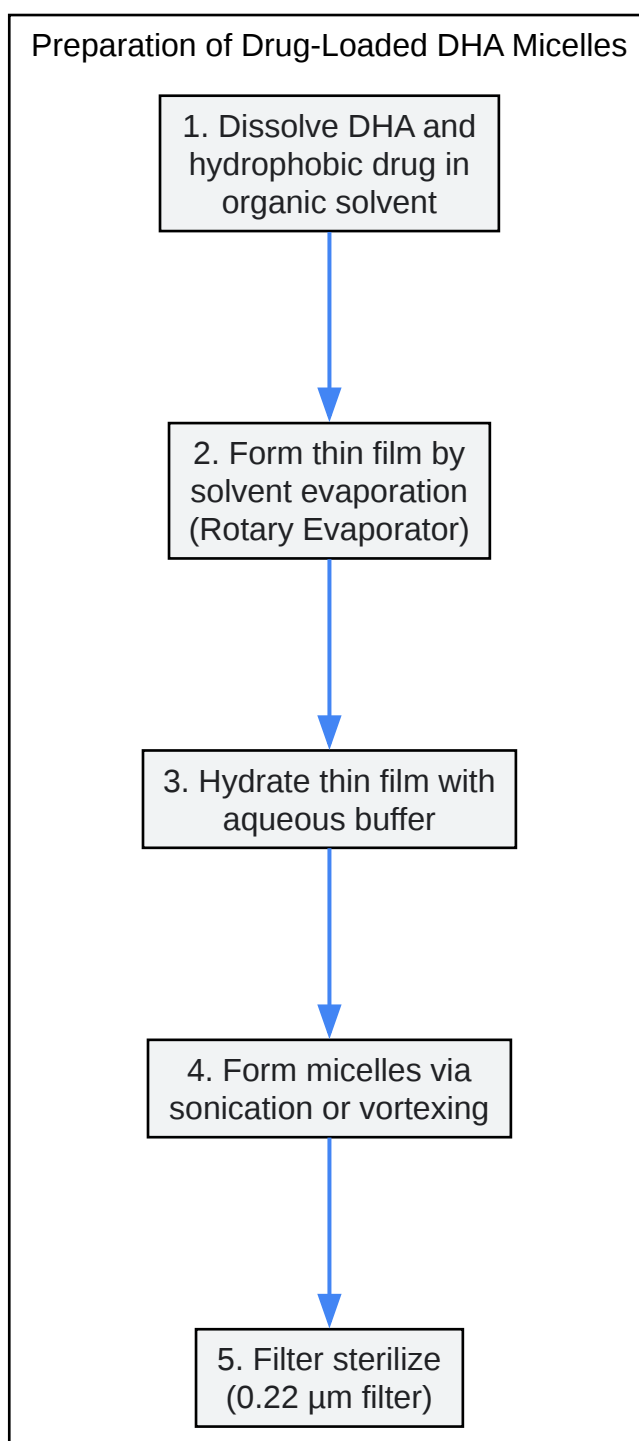 Preparation of Drug-Loaded DHA Micelles
1. Dissolve DHA and
hydrophobic drug in
organic solvent
2. Form thin film by
solvent evaporation
(Rotary Evaporator)
3. Hydrate thin film with
aqueous buffer
4. Form micelles via
sonication or vortexing
5. Filter sterilize
(0.22 µm filter)